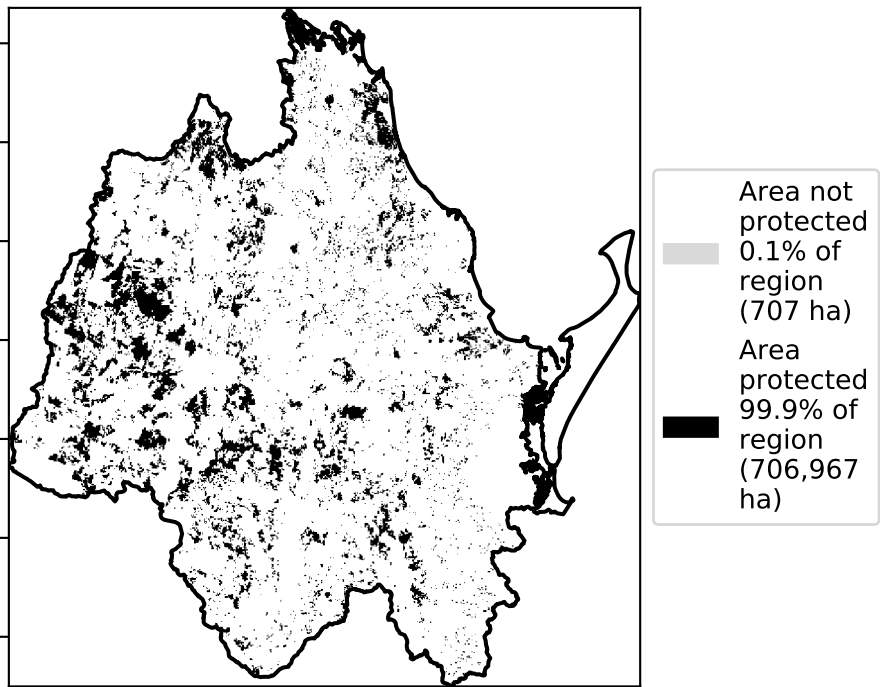 Area not
protected
0.1% of
region
(707 ha)
Area
protected
99.9% of
region
(706,967
ha)